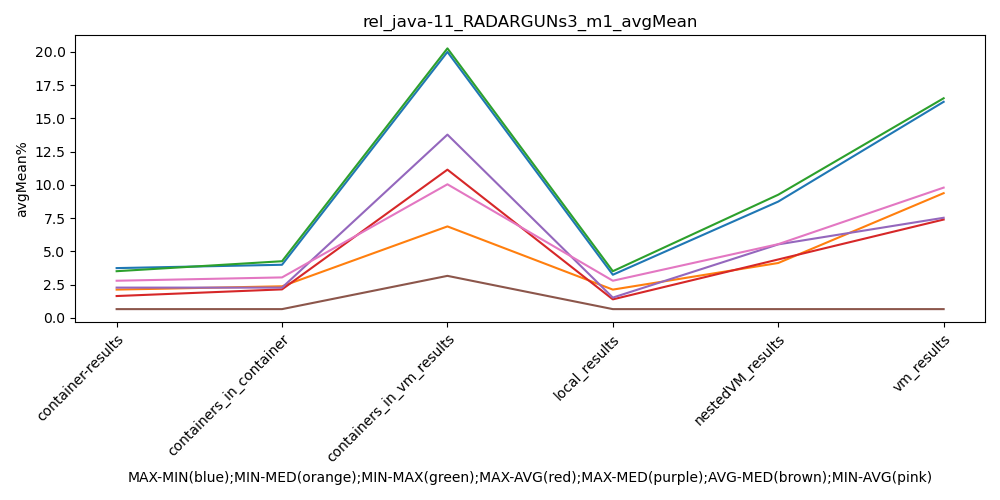 rel_java-11_RADARGUNs3_m1_avgMean
20.0
17.5
15.0
12.5
10.0
7.5
5.0
2.5
0.0
avgMean%
container-results
containers_in_container
containers_in_vm_results
local_results
nestedVM_results
vm_results
MAX-MIN(blue);MIN-MED(orange);MIN-MAX(green);MAX-AVG(red);MAX-MED(purple);AVG-MED(brown);MIN-AVG(pink)